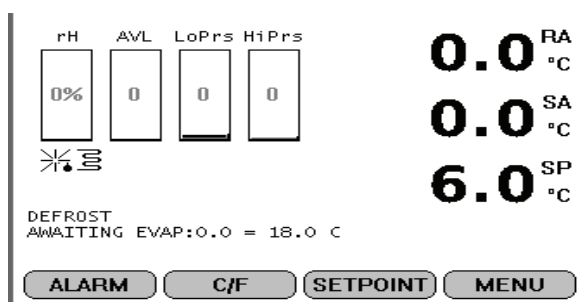 rH AVL LoPrs HiPrs
0% 0 0 0
0.0 RA °C
0.0 SA °C
6.0 SP °C
DEFROST
AWAITING EVAP:0.0 = 18.0 C
ALARM C/F SETPOINT MENU